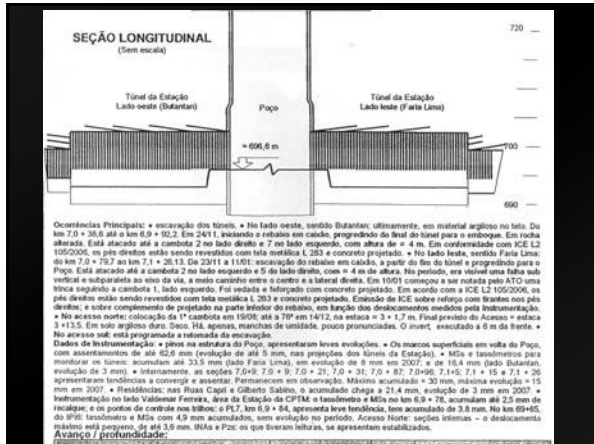 720
SEÇÃO LONGITUDINAL
(Sem escala)
Túnel da Estação
Lado oeste (Butantan)
Poço
Túnel da Estação
Lado leste (Faria Lima)
≈ 696,6 m
700
690
Ocorrências Principais: • escavação dos túneis. • No lado oeste, sentido Butantan: ultimamente, em material argiloso no teto. Do
km 7,0 + 38,6 até o km 6,9 + 92,2. Em 24/11, iniciando o rebaixo em caixão, progredindo do final do túnel para o emboque. Em rocha
alterada. Está atacado até a cambota 2 no lado direito e 7 no lado esquerdo, com altura de ≈ 4 m. Em conformidade com ICE L2
105/2006, os pés direitos estão sendo revestidos com tela metálica L 283 e concreto projetado. • No lado leste, sentido Faria Lima:
do km 7,0 + 79,7 ao km 7,1 + 26,13. De 23/11 a 11/01: escavação do rebaixo em caixão, a partir do fim do túnel e progredindo para o
Poço. Está atacado até a cambota 2 no lado esquerdo e 5 do lado direito, com ≈ 4 m de altura. No período, era visível uma falha sub
vertical e subparalela ao eixo da via, a meio caminho entre o centro e a lateral direita. Em 10/01 começou a ser notada pelo ATO uma
trinca seguindo a cambota 1, lado esquerdo. Foi vedada e reforçado com concreto projetado. Em acordo com a ICE L2 105/2006, os
pés direitos estão sendo revestidos com tela metálica L 283 e concreto projetado. Emissão de ICE sobre reforço com tirantes nos pés
direitos; e sobre complemento de projetado na parte inferior do rebaixo, em função dos deslocamentos medidos pela Instrumentação.
• No acesso norte: colocação da 1ª cambota em 19/08; até a 76ª em 14/12, na estaca = 3 + 1,7 m. Final previsto do Acesso = estaca
3 +13,5. Em solo argiloso duro. Seco. Há, apenas, manchas de umidade, pouco pronunciadas. O invert, executado a 6 m da frente. •
No acesso sul: está programada a retomada da escavação.
Dados de Instrumentação: • pinos na estrutura do Poço, apresentaram leves evoluções. • Os marcos superficiais em volta do Poço,
com assentamentos de até 62,6 mm (evolução de até 5 mm, nas projeções dos túneis da Estação). • MSs e tassômetros para
monitorar os túneis: acumulam até 33,5 mm (lado Faria Lima), em evolução de 8 mm em 2007; e de 16,4 mm (lado Butantan,
evolução de 3 mm). • Internamente, as seções 7,0+9; 7,0 + 9; 7,0 + 21; 7,0 + 31; 7,0 + 87; 7,0+96; 7,1+5; 7,1 + 15 e 7,1 + 26
apresentaram tendências a convergir e assentar. Permanecem em observação. Máximo acumulado = 30 mm, máxima evolução = 15
mm em 2007. • Residências; nas Ruas Capri e Gilberto Sabino, o acumulado chega a 21,4 mm, evolução de 3 mm em 2007. •
Instrumentação no lado Valdemar Ferreira, área da Estação da CPTM: o tassômetro e MSs no km 6,9 + 78, acumulam até 2,5 mm de
recalque; e os pontos de controle nos trilhos: o PL7, km 6,9 + 84, apresenta leve tendência, tem acumulado de 3,8 mm. No km
tassômetro e MSs com 4,9 mm acumulados, sem evolução no período. Acesso Norte: seções internas – o deslocamento
máximo está pequeno, de até 3,6 mm. INAs e Pzs: os que tiveram leituras, se apresentam estabilizados.
Avanço / profundidade: